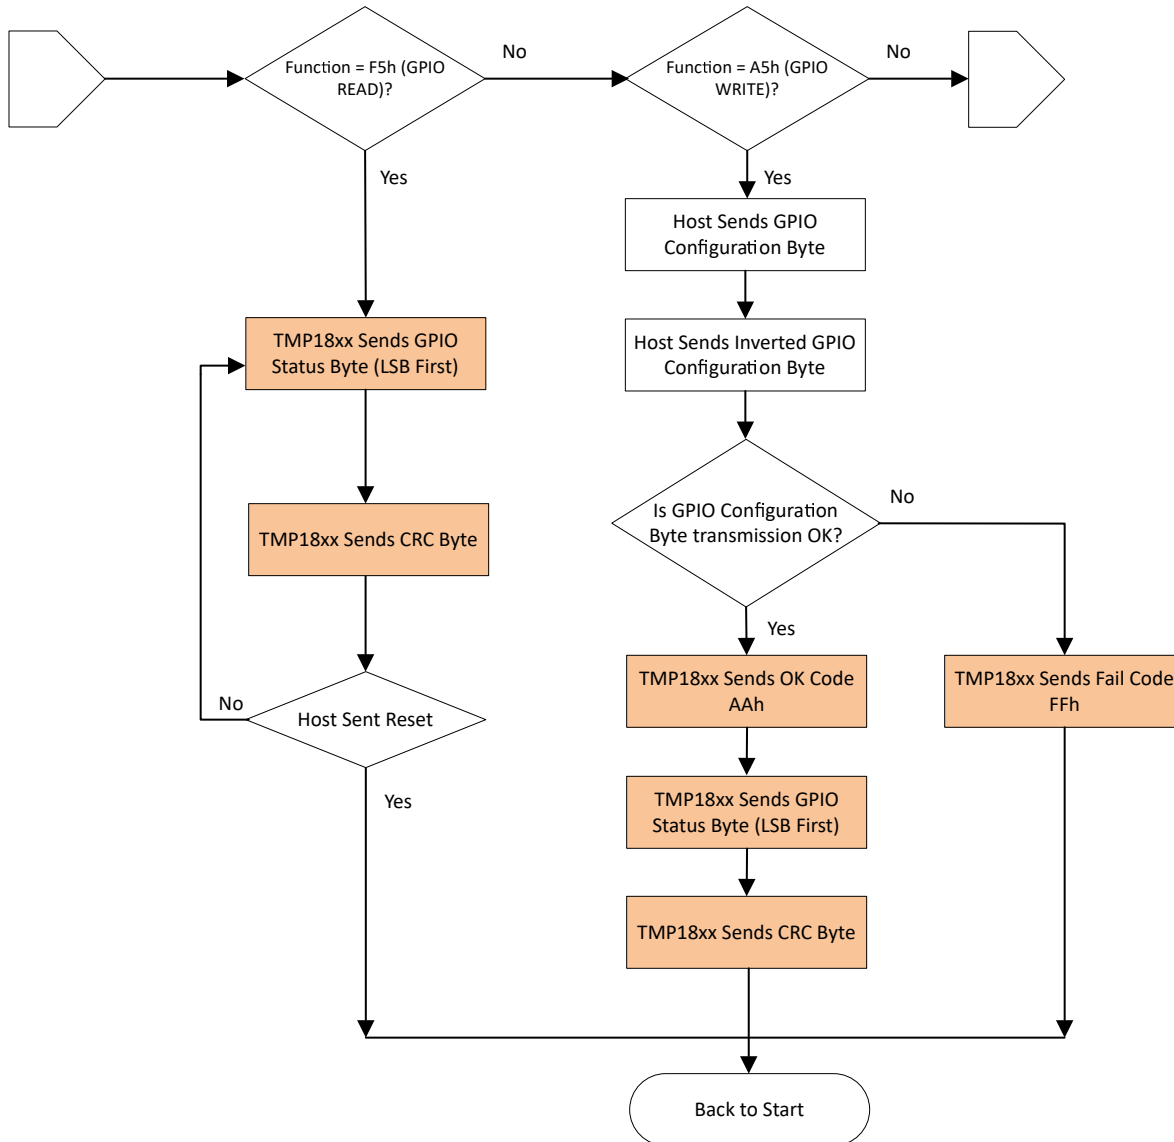 Function = F5h (GPIO
READ)?
No
Function = A5h (GPIO
WRITE)?
No
Yes
Yes
Host Sends GPIO
Configuration Byte
TMP18xx Sends GPIO
Status Byte (LSB First)
Host Sends Inverted GPIO
Configuration Byte
TMP18xx Sends CRC Byte
Is GPIO Configuration
Byte transmission OK?
No
Yes
No
Host Sent Reset
TMP18xx Sends OK Code
AAh
TMP18xx Sends Fail Code
FFh
Yes
TMP18xx Sends GPIO
Status Byte (LSB First)
TMP18xx Sends CRC Byte
Back to Start